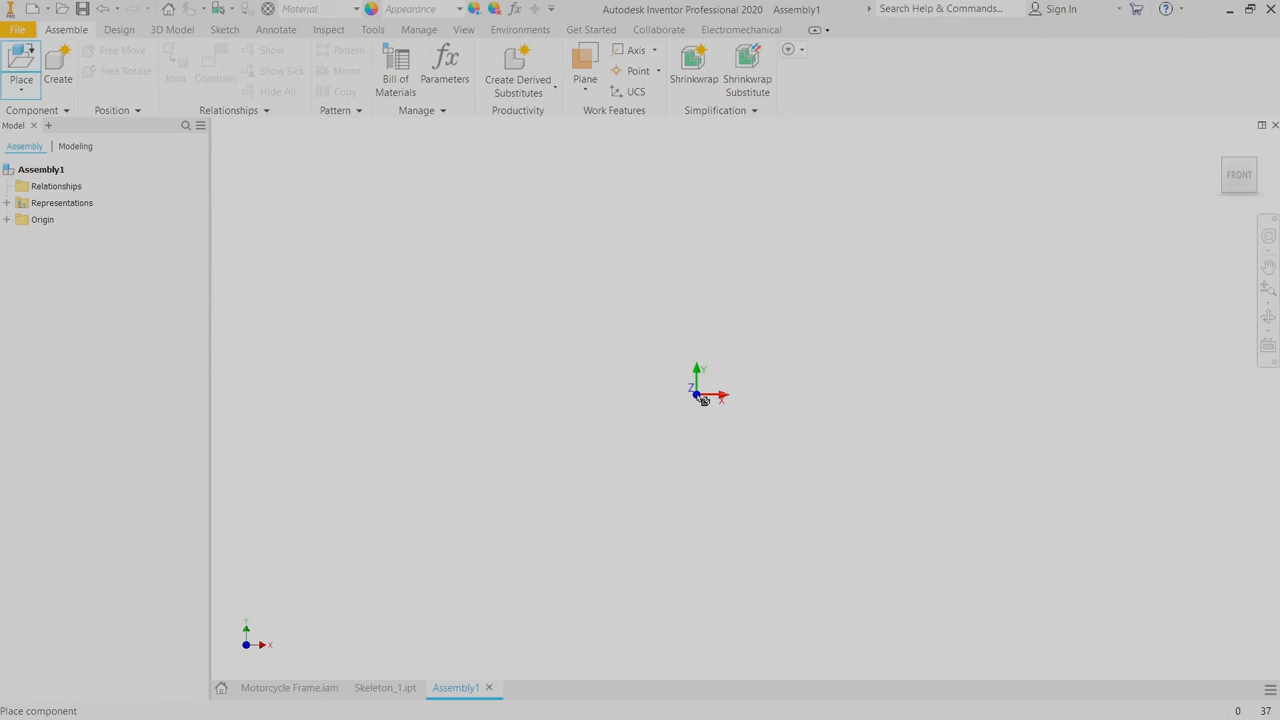 Material Appearance Autodesk Inventor Professional 2020 Assembly1 Search Help & Commands... Sign In
PRO
File Assemble Design 3D Model Sketch Annotate Inspect Tools Manage View Environments Get Started Collaborate Electromechanical
Place Create Free Move Free Rotate Joint Constrain Show Show Sick Hide All Pattern Mirror Copy Bill of Materials Parameters Create Derived Substitutes Plane Axis Point UCS Shrinkwrap Shrinkwrap Substitute
Component Position Relationships Pattern Manage Productivity Work Features Simplification
Model
Assembly Modeling
Assembly1
Relationships
Representations
Origin
FRONT
Y
Z
X
Y
X
Motorcycle Frame.iam Skeleton_1.ipt Assembly1
Place component 0 37